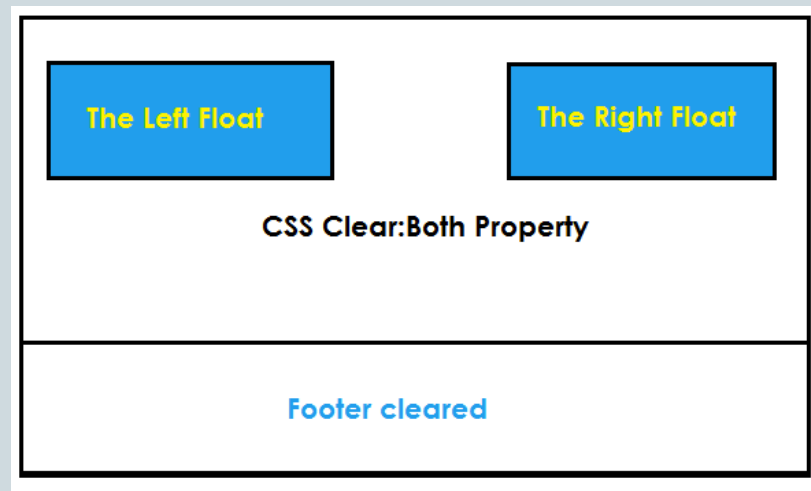 The Left Float
The Right Float
CSS Clear:Both Property
Footer cleared